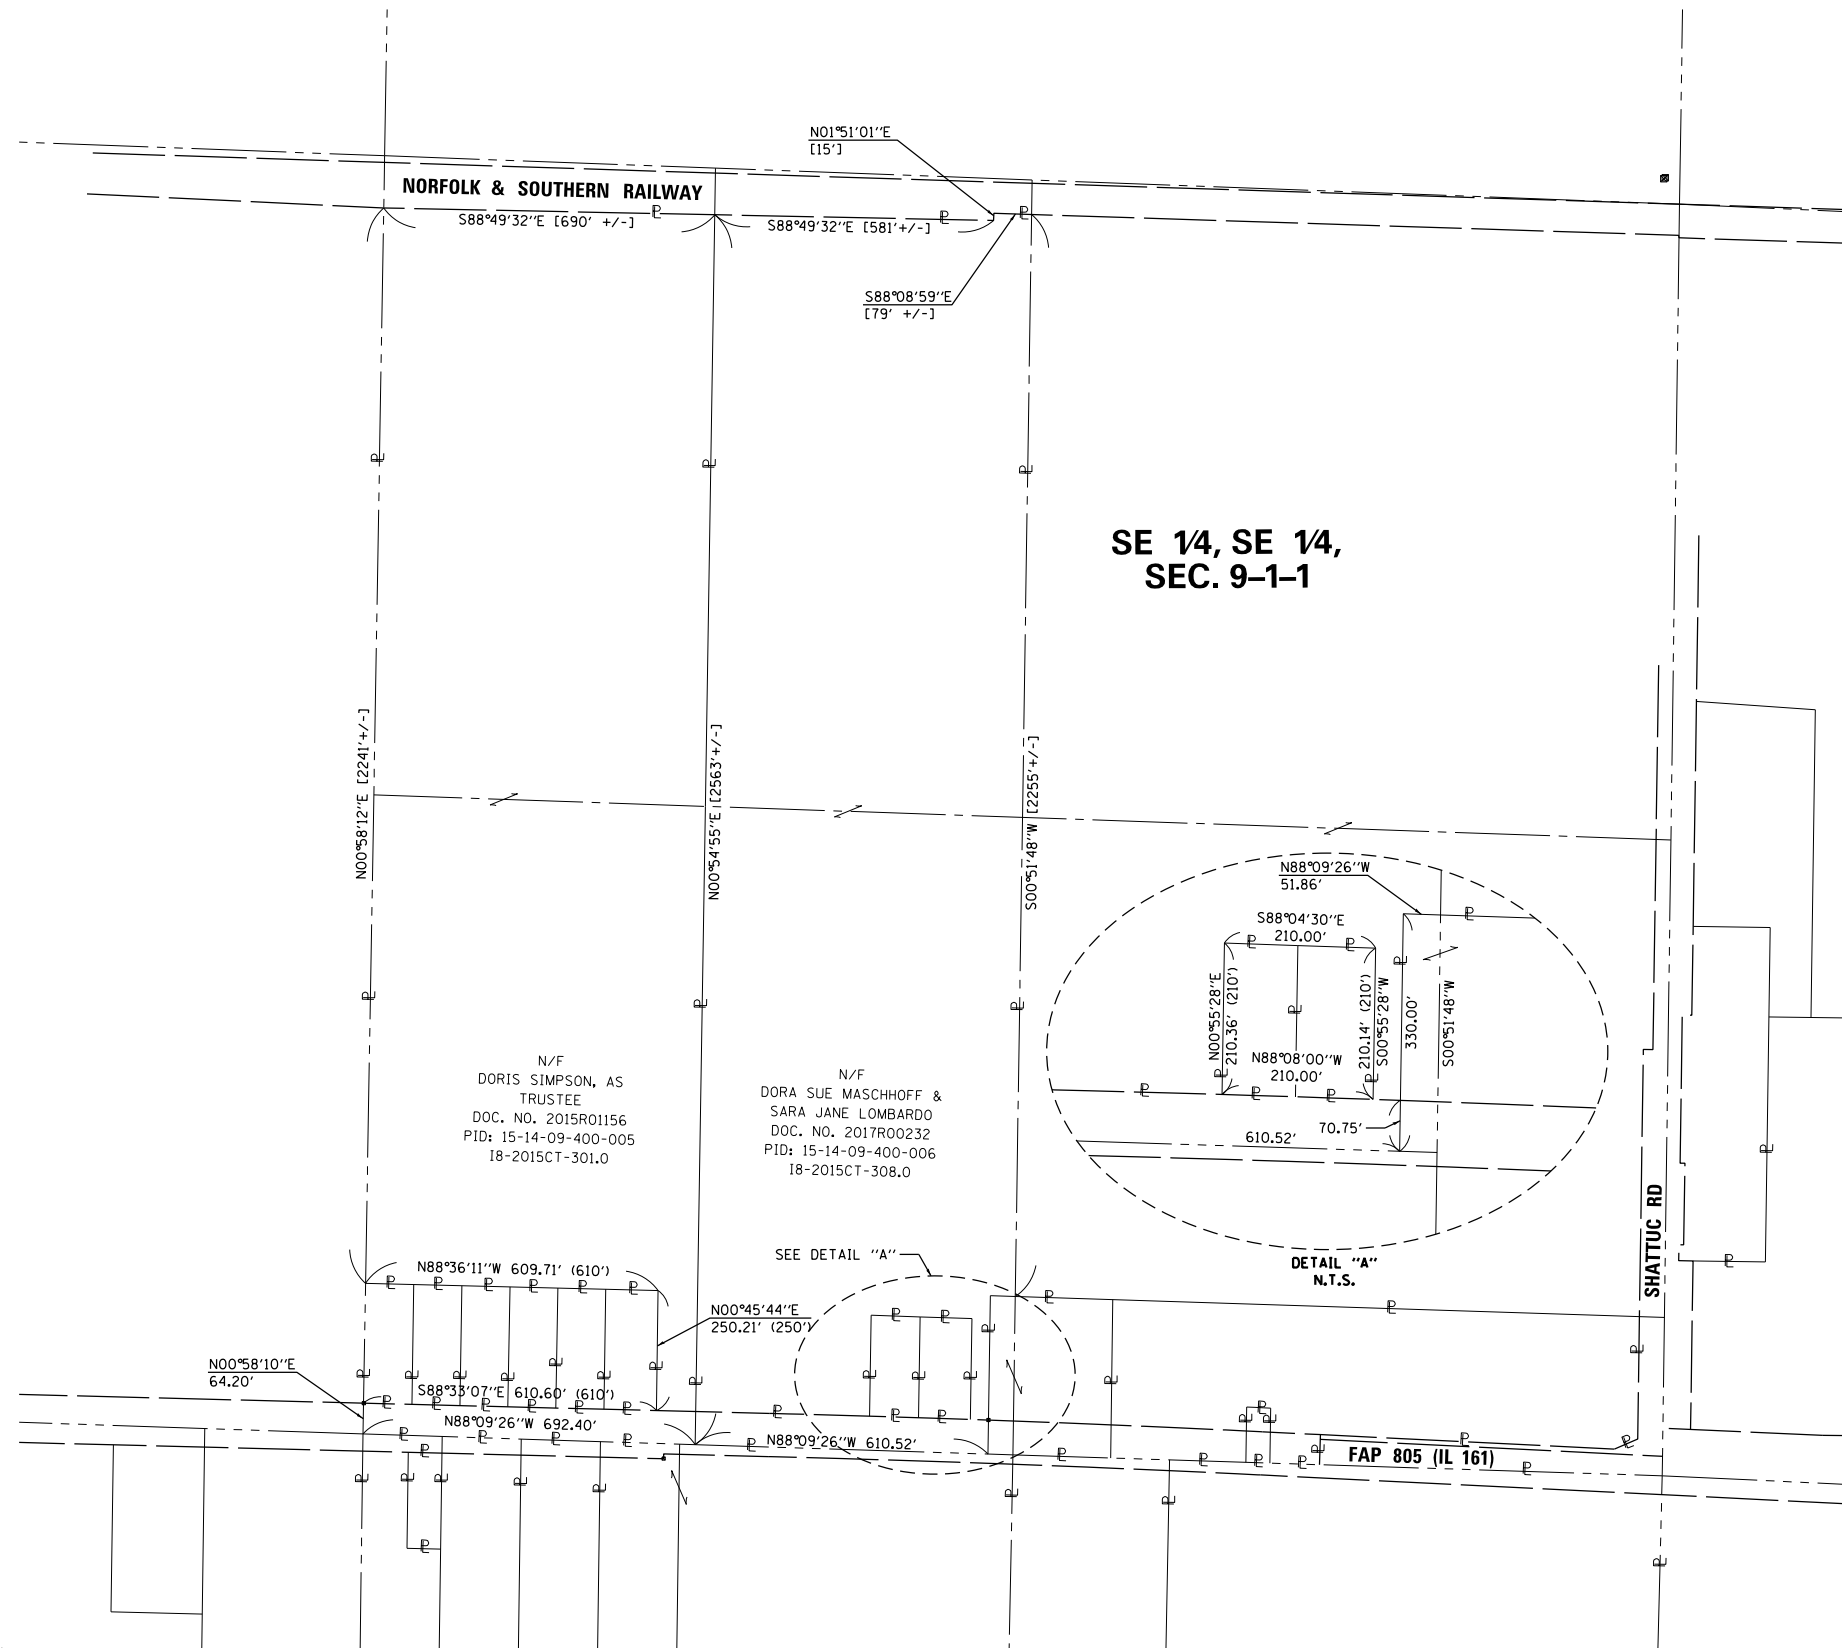 N01°51'01"E
[15']
NORFOLK & SOUTHERN RAILWAY
S88°49'32"E [690' +/-]
S88°49'32"E [581'+/-]
S88°08'59"E
[79' +/-]
SE 1/4, SE 1/4,
SEC. 9–1–1
N00°58'12"E [2241'+/-]
N00°54'55"E [2563'+/-]
S00°51'48"W [2255'+/-]
N88°09'26"W
51.86'
S88°04'30"E
210.00'
N00°55'28"E
210.36' (210')
210.14' (210')
S00°55'28"W
330.00'
S00°51'48"W
N88°08'00"W
210.00'
70.75'
610.52'
DETAIL "A"
N.T.S.
N/F
DORIS SIMPSON, AS
TRUSTEE
DOC. NO. 2015R01156
PID: 15-14-09-400-005
I8-2015CT-301.0
N/F
DORA SUE MASCHHOFF &
SARA JANE LOMBARDO
DOC. NO. 2017R00232
PID: 15-14-09-400-006
I8-2015CT-308.0
SHATTUC RD
SEE DETAIL "A"
N88°36'11"W 609.71' (610')
N00°45'44"E
250.21' (250')
N00°58'10"E
64.20'
S88°33'07"E 610.60' (610')
N88°09'26"W 692.40'
N88°09'26"W 610.52'
FAP 805 (IL 161)